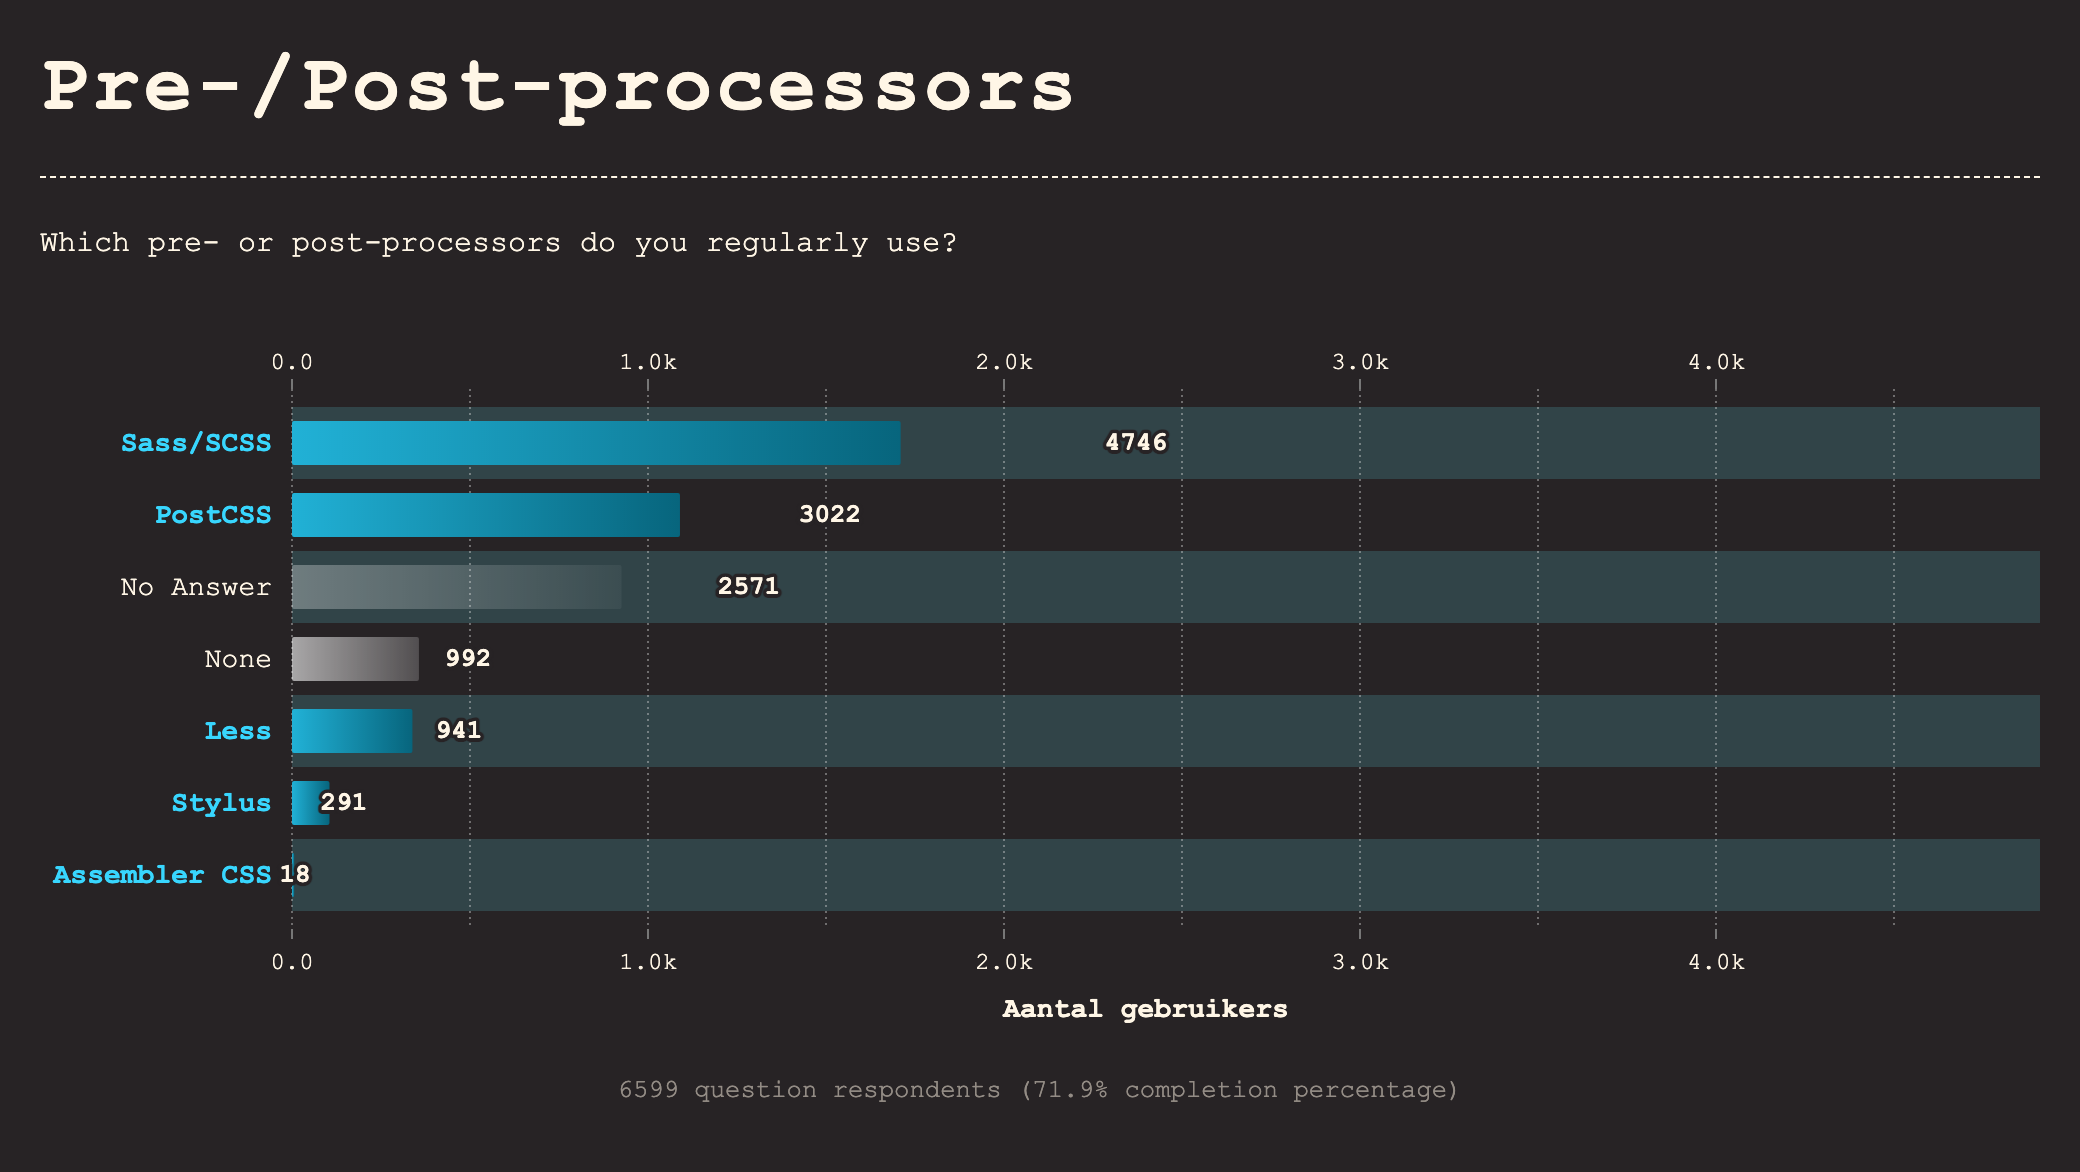 Pre-/Post-processors
Which pre- or post-processors do you regularly use?
0.0 1.0k 2.0k 3.0k 4.0k
Sass/SCSS 4746
PostCSS 3022
No Answer 2571
None 992
Less 941
Stylus 291
Assembler CSS 18
0.0 1.0k 2.0k 3.0k 4.0k
Aantal gebruikers
6599 question respondents (71.9% completion percentage)